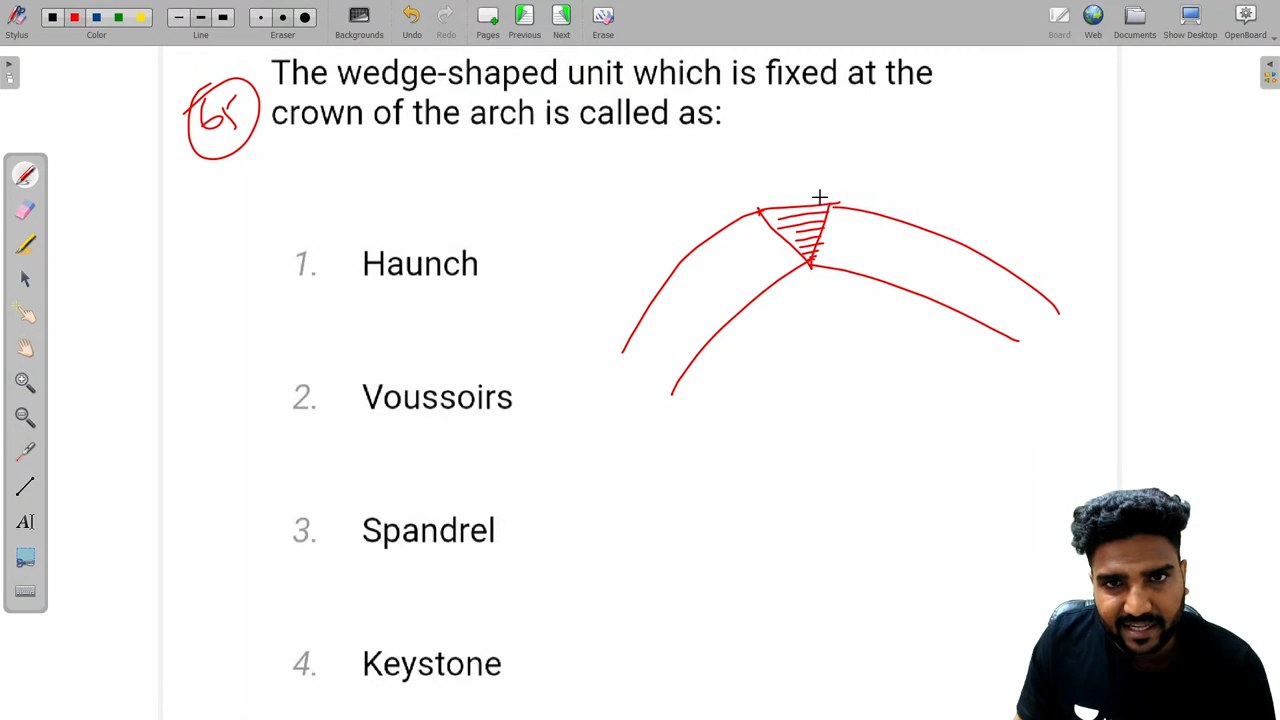 Stylus
Color
Line
Eraser
Backgrounds
Undo
Redo
Pages
Previous
Next
Erase
Board
Web
Documents
Show Desktop
OpenBoard
65
The wedge-shaped unit which is fixed at the
crown of the arch is called as:
1. Haunch
2. Voussoirs
3. Spandrel
4. Keystone
AI